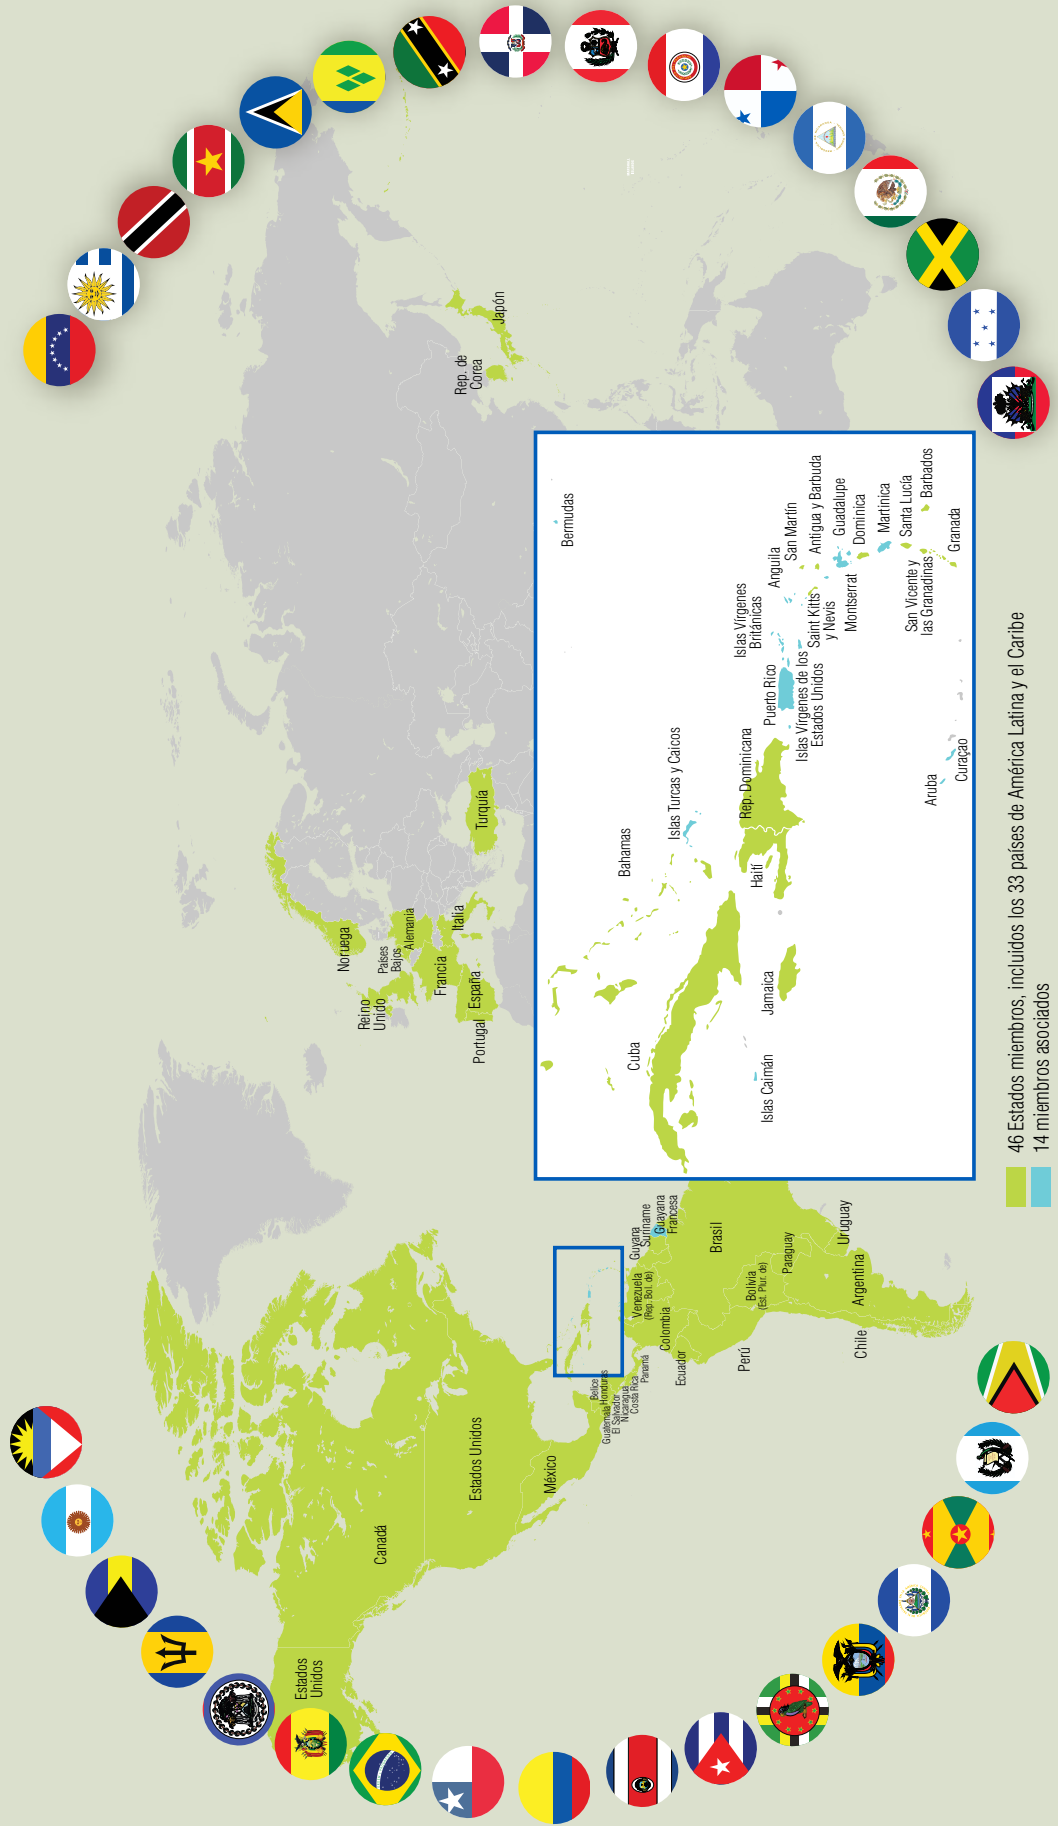 Estados
Unidos
Canadá
Estados Unidos
México
Belice
Guatemala
Honduras
El Salvador
Nicaragua
Costa Rica
Panamá
Venezuela
(Rep. Bol. de)
Colombia
Ecuador
Guyana
Suriname
Guayana
Francesa
Brasil
Perú
Bolivia
(Est. Plur. de)
Paraguay
Chile
Argentina
Uruguay
Noruega
Reino
Unido
Países
Bajos
Alemania
Francia
Italia
Portugal
España
Turquía
Rep. de
Corea
Japón
Bermudas
Bahamas
Cuba
Islas Turcas y Caicos
Islas Caimán
Jamaica
Haití
Rep. Dominicana
Puerto Rico
Islas Vírgenes
Británicas
Islas Vírgenes de los
Estados Unidos
Anguila
San Martín
Saint Kitts
y Nevis
Antigua y Barbuda
Montserrat
Guadalupe
Dominica
Martinica
Santa Lucía
Barbados
San Vicente y
las Granadinas
Granada
Aruba
Curaçao
46 Estados miembros, incluidos los 33 países de América Latina y el Caribe
14 miembros asociados